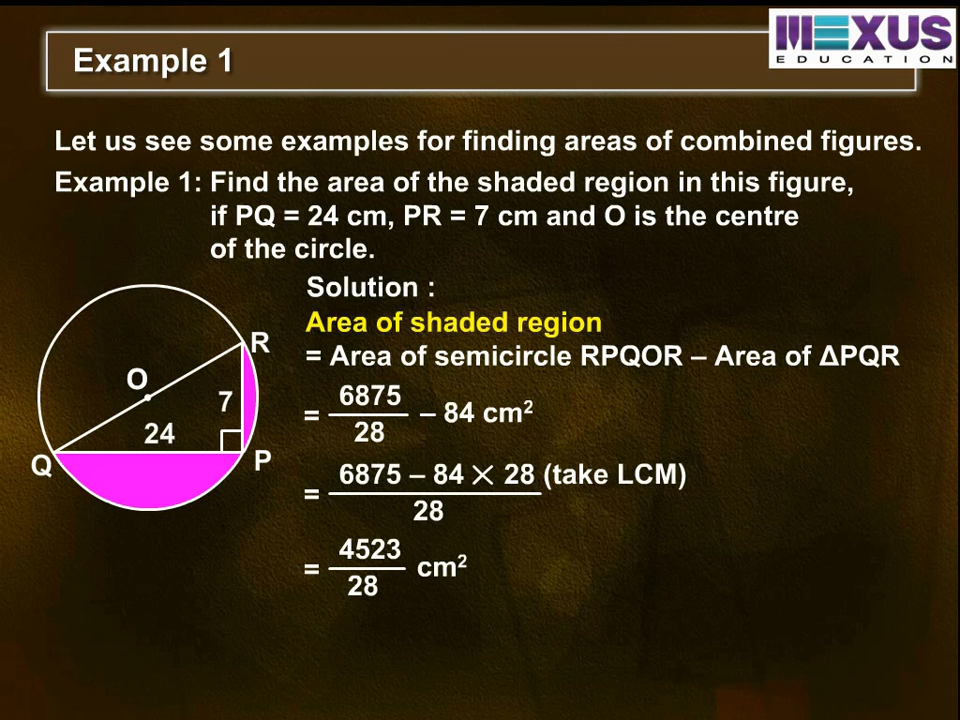 Example 1
MEXUS
EDUCATION
Let us see some examples for finding areas of combined figures.
Example 1: Find the area of the shaded region in this figure,
if PQ = 24 cm, PR = 7 cm and O is the centre
of the circle.
Solution :
Area of shaded region
= Area of semicircle RPQOR – Area of ΔPQR
= 6875/28 – 84 cm²
= 6875 – 84 × 28 (take LCM)
28
= 4523/28 cm²
R
O
7
24
Q
P